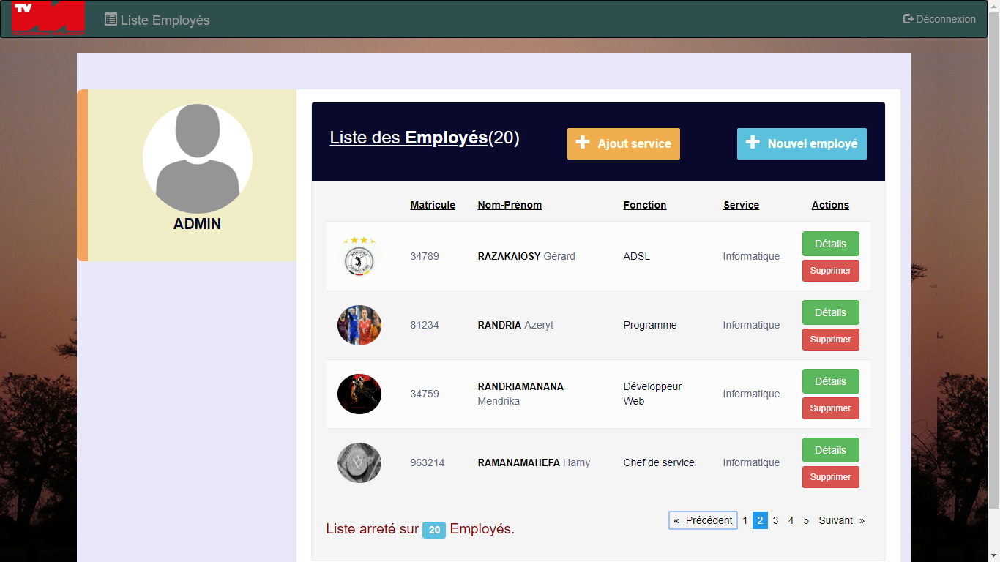 TV
Liste Employés
Déconnexion
ADMIN
Liste des Employés(20)
Ajout service
Nouvel employé
Matricule Nom-Prénom Fonction Service Actions
34789 RAZAKAIOSY Gérard ADSL Informatique Détails
Supprimer
81234 RANDRIA Azeryt Programme Informatique Détails
Supprimer
34759 RANDRIAMANANA Mendrika Développeur Web Informatique Détails
Supprimer
963214 RAMANAMAHEFA Harny Chef de service Informatique Détails
Supprimer
Liste arreté sur 20 Employés.
« Précédent 1 2 3 4 5 Suivant »